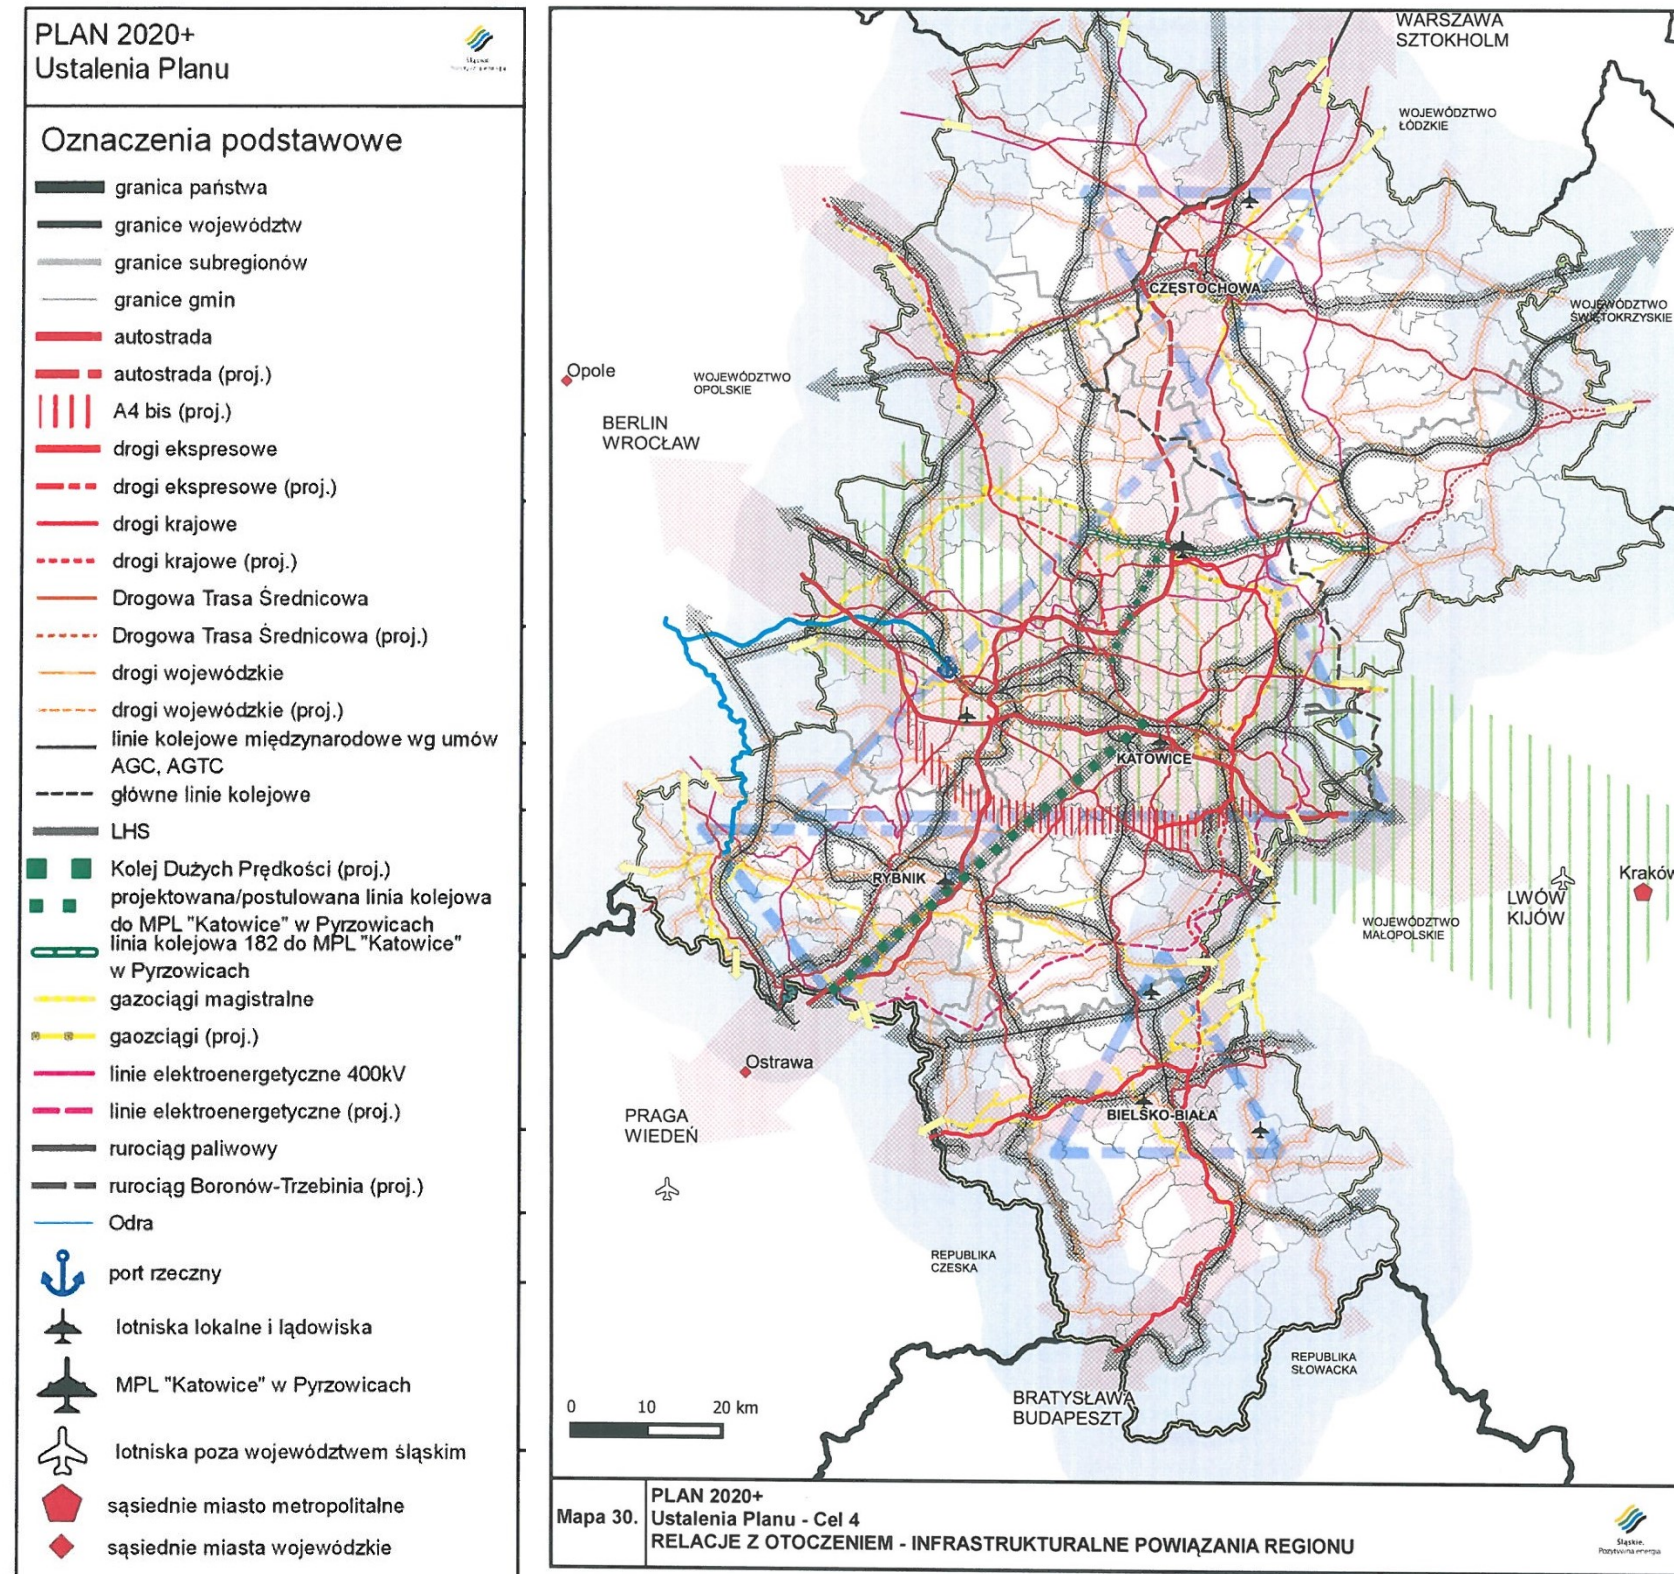 PLAN 2020+
Ustalenia Planu
Śląskie.
Oznaczenia podstawowe
granica państwa
granice województw
granice subregionów
granice gmin
autostrada
autostrada (proj.)
A4 bis (proj.)
drogi ekspresowe
drogi ekspresowe (proj.)
drogi krajowe
drogi krajowe (proj.)
Drogowa Trasa Średnicowa
Drogowa Trasa Średnicowa (proj.)
drogi wojewódzkie
drogi wojewódzkie (proj.)
linie kolejowe międzynarodowe wg umów
AGC, AGTC
główne linie kolejowe
LHS
Kolej Dużych Prędkości (proj.)
projektowana/postulowana linia kolejowa
do MPL "Katowice" w Pyrzowicach
linia kolejowa 182 do MPL "Katowice"
w Pyrzowicach
gazociągi magistralne
gaozciągi (proj.)
linie elektroenergetyczne 400kV
linie elektroenergetyczne (proj.)
rurociąg paliwowy
rurociąg Boronów-Trzebinia (proj.)
Odra
port rzeczny
lotniska lokalne i lądowiska
MPL "Katowice" w Pyrzowicach
lotniska poza województwem śląskim
sąsiednie miasto metropolitalne
sąsiednie miasta wojewódzkie
WARSZAWA
SZTOKHOLM
WOJEWÓDZTWO
ŁÓDZKIE
CZĘSTOCHOWA
WOJEWÓDZTWO
ŚWIĘTOKRZYSKIE
Opole
WOJEWÓDZTWO
OPOLSKIE
BERLIN
WROCŁAW
KATOWICE
RYBNIK
Kraków
LWÓW
KIJÓW
WOJEWÓDZTWO
MAŁOPOLSKIE
Ostrawa
PRAGA
WIEDEŃ
BIELSKO-BIAŁA
REPUBLIKA
CZESKA
REPUBLIKA
SŁOWACKA
BRATYSŁAWA
BUDAPESZT
0 10 20 km
Mapa 30.
PLAN 2020+
Ustalenia Planu - Cel 4
RELACJE Z OTOCZENIEM - INFRASTRUKTURALNE POWIĄZANIA REGIONU
Śląskie.
Pozytywna energia